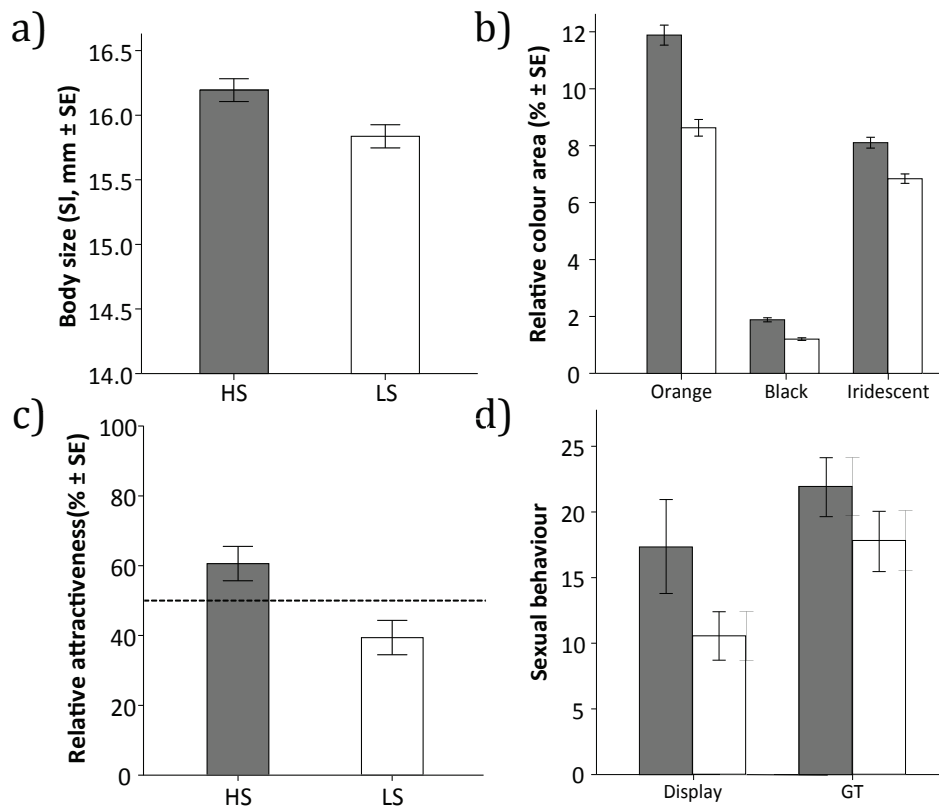 a)
Body size (SI, mm ± SE)
16.5
16.0
15.5
15.0
14.5
14.0
HS LS
b)
Relative colour area (% ± SE)
12
10
8
6
4
2
0
Orange Black Iridescent
c)
Relative attractiveness(% ± SE)
100
80
60
40
20
0
HS LS
d)
Sexual behaviour
25
20
15
10
5
0
Display GT